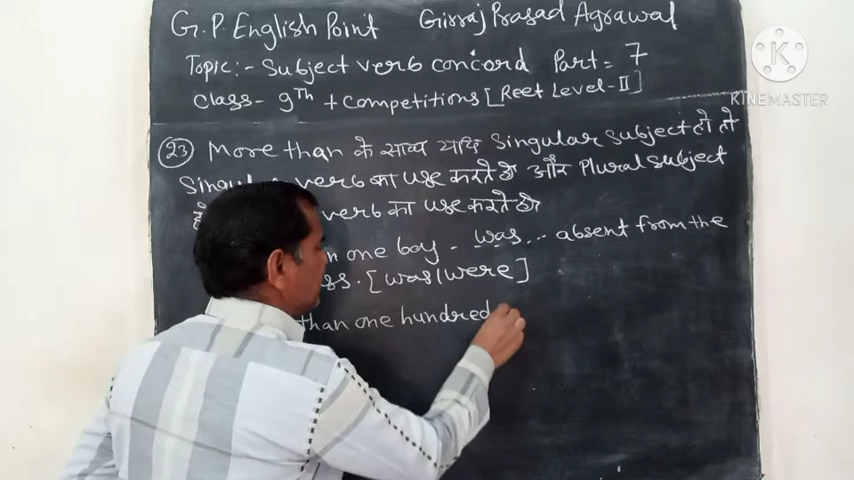 G.P. English Point Girraj Prasad Agrawal
Topic:- Subject verb concord Part = 7
Class- 9Th + Competitions [Reet Level-II]
(23) More than के साथ यदि Singular subject हो तो
verb का use करते है और Plural subject
verb का use करते है
one boy - was... absent from the
[was/were]
than one hundred
KINEMASTER